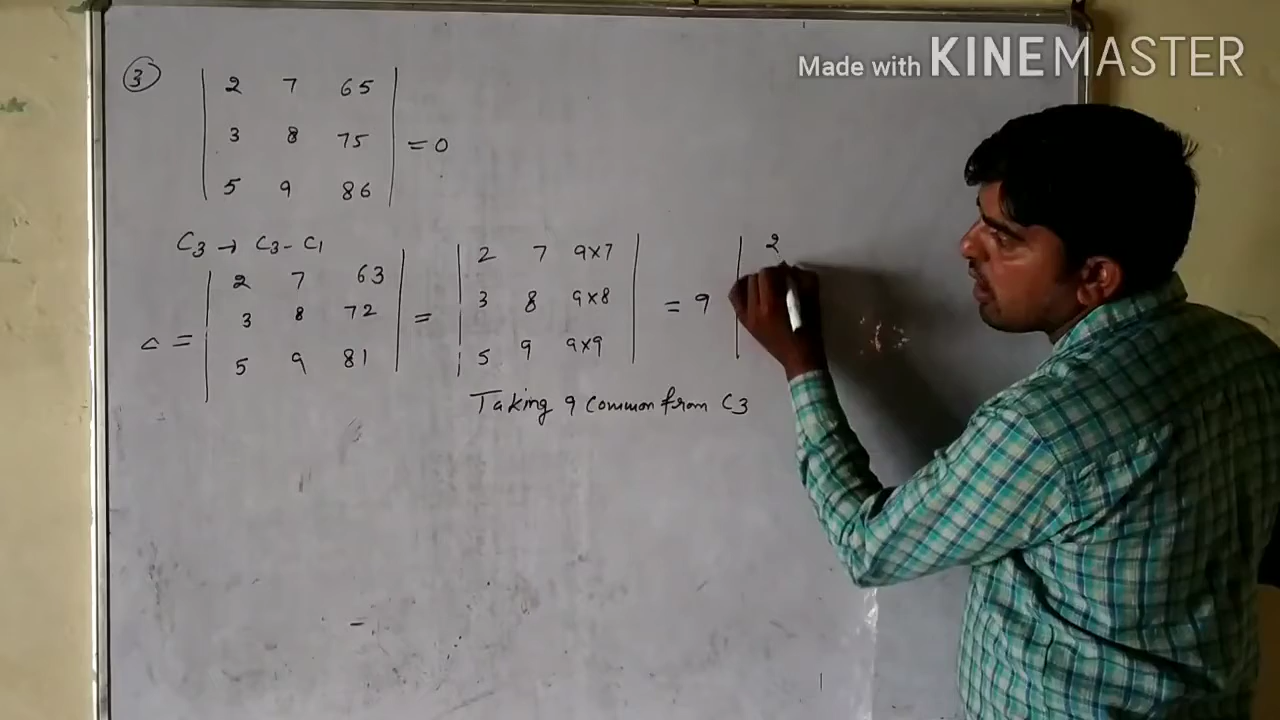 Made with KINEMASTER
③ | 2 7 65 |
| 3 8 75 | = 0
| 5 9 86 |
C3 → C3 - C1
| 2 7 63 | | 2 7 9×7 | | 2
△ = | 3 8 72 | = | 3 8 9×8 | = 9 |
| 5 9 81 | | 5 9 9×9 | |
Taking 9 Common from C3